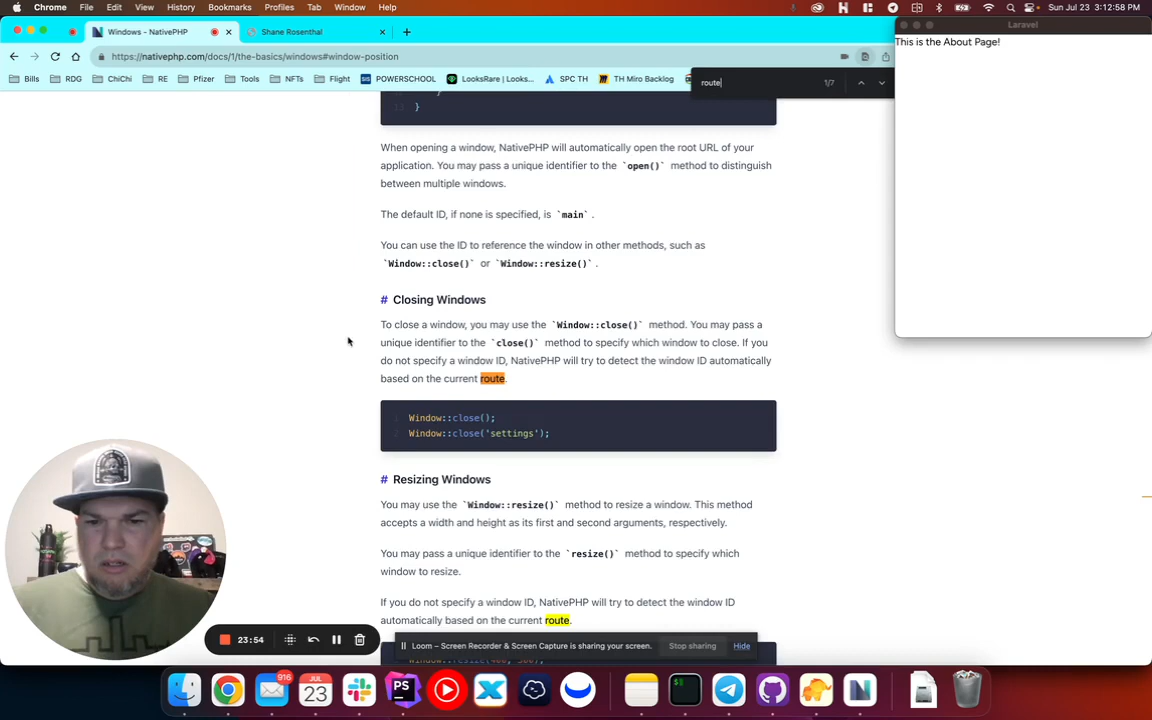 Chrome File Edit View History Bookmarks Profiles Tab Window Help
Sun Jul 23 3:12:58 PM
Windows - NativePHP
Shane Rosenthal
Laravel
This is the About Page!
https://nativephp.com/docs/1/the-basics/windows#window-position
Bills RDG ChiChi RE Pfizer Tools NFTs Flight POWERSCHOOL LooksRare | Looks... SPC TH TH Miro Backlog
route 1/7
}
When opening a window, NativePHP will automatically open the root URL of your
application. You may pass a unique identifier to the `open()` method to distinguish
between multiple windows.
The default ID, if none is specified, is `main` .
You can use the ID to reference the window in other methods, such as
`Window::close()` or `Window::resize()` .
# Closing Windows
To close a window, you may use the `Window::close()` method. You may pass a
unique identifier to the `close()` method to specify which window to close. If you
do not specify a window ID, NativePHP will try to detect the window ID automatically
based on the current route.
1 Window::close();
2 Window::close('settings');
# Resizing Windows
You may use the `Window::resize()` method to resize a window. This method
accepts a width and height as its first and second arguments, respectively.
You may pass a unique identifier to the `resize()` method to specify which
window to resize.
If you do not specify a window ID, NativePHP will try to detect the window ID
automatically based on the current route.
23:54
Loom – Screen Recorder & Screen Capture is sharing your screen. Stop sharing Hide
916
JUL
23
PS